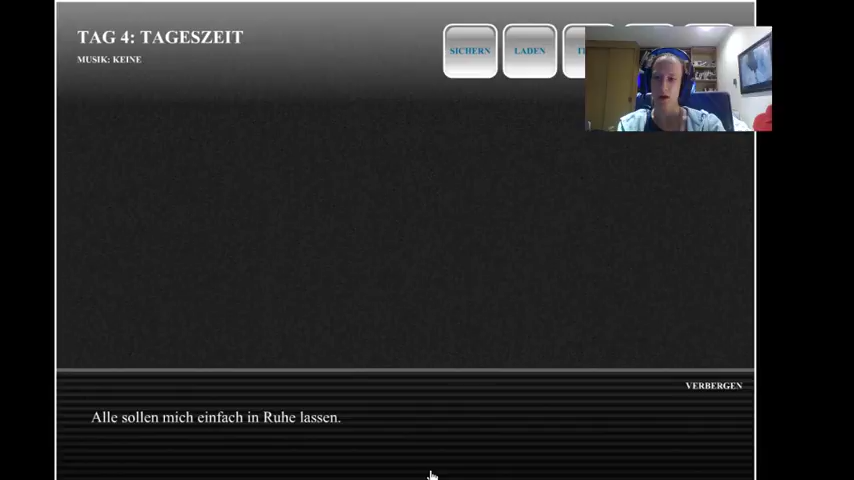 TAG 4: TAGESZEIT
MUSIK: KEINE
SICHERN
LADEN
VERBERGEN
Alle sollen mich einfach in Ruhe lassen.